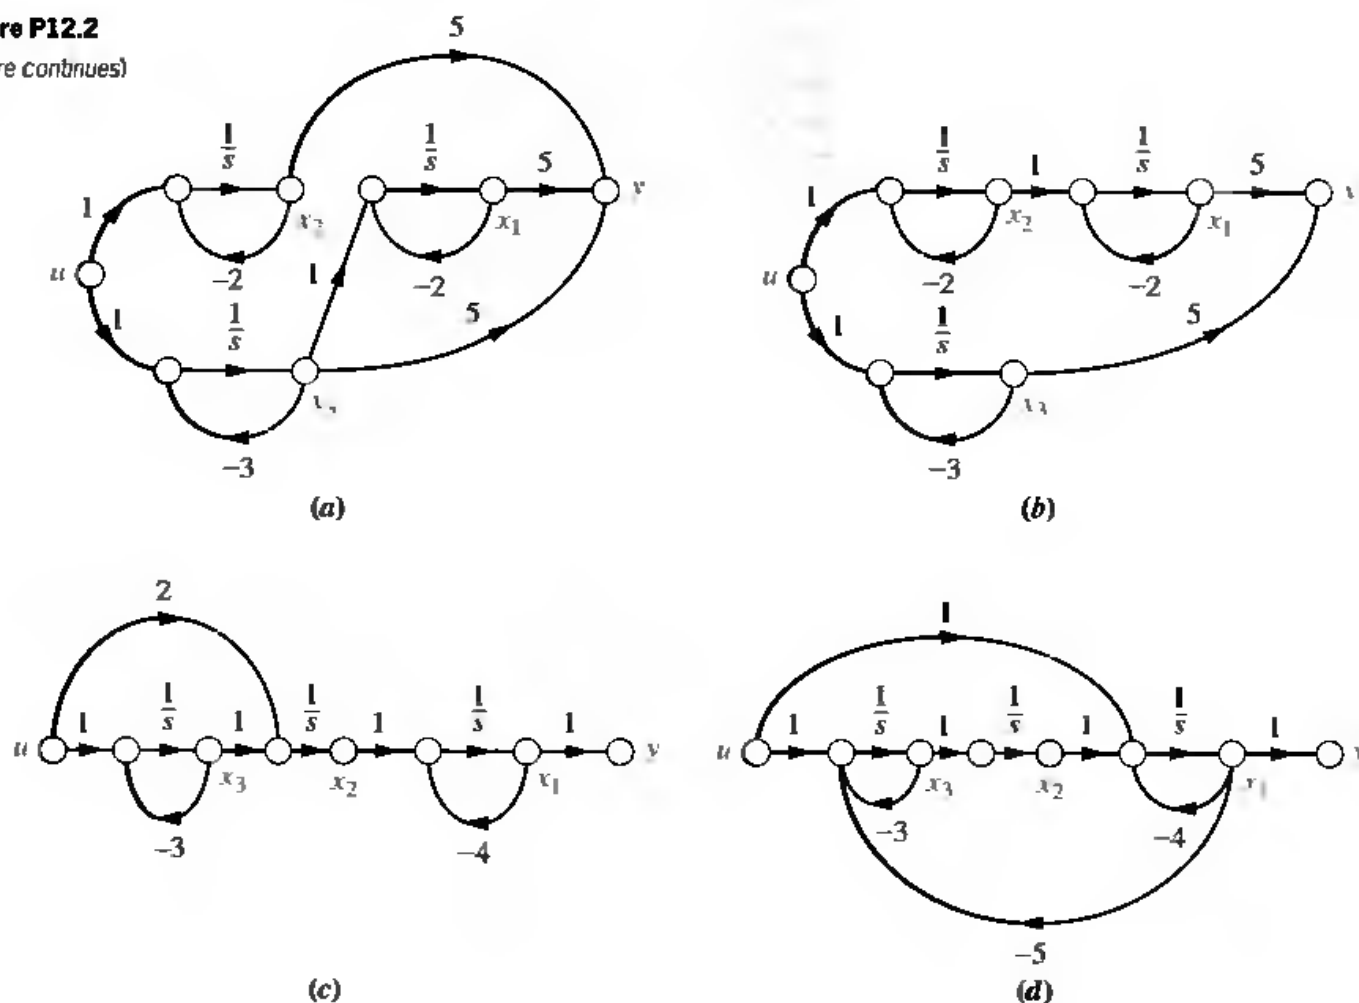 re P12.2
re continues)
5
1/s
1/s
5
y
1
x₁
u
-2
-2
1
1
1/s
5
-3
(a)
1/s
1
1/s
5
1
x₂
x₁
u
-2
-2
1
1/s
5
x₃
-3
(b)
2
u
1
1/s
1
1/s
1
1/s
1
y
x₃
x₂
x₁
-3
-4
(c)
1
u
1
1/s
1
1/s
1
1/s
1
x₃
x₂
-3
-4
-5
(d)